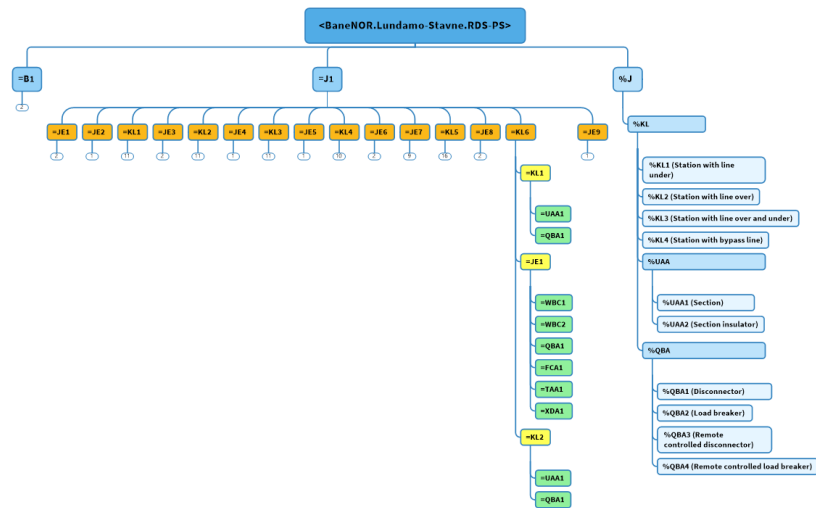 <BaneNOR.Lundamo-Stavne.RDS-PS>
=B1
=J1
%J
2
=JE1
=JE2
=KL1
=JE3
=KL2
=JE4
=KL3
=JE5
=KL4
=JE6
=JE7
=KL5
=JE8
=KL6
=JE9
2
1
11
2
11
1
11
1
10
2
9
10
2
1
%KL
=KL1
=UAA1
=QBA1
=JE1
=WBC1
=WBC2
=QBA1
=FCA1
=TAA1
=XDA1
=KL2
=UAA1
=QBA1
%KL1 (Station with line
under)
%KL2 (Station with line over)
%KL3 (Station with line over and under)
%KL4 (Station with bypass line)
%UAA
%UAA1 (Section)
%UAA2 (Section insulator)
%QBA
%QBA1 (Disconnector)
%QBA2 (Load breaker)
%QBA3 (Remote
controlled disconnector)
%QBA4 (Remote controlled load breaker)